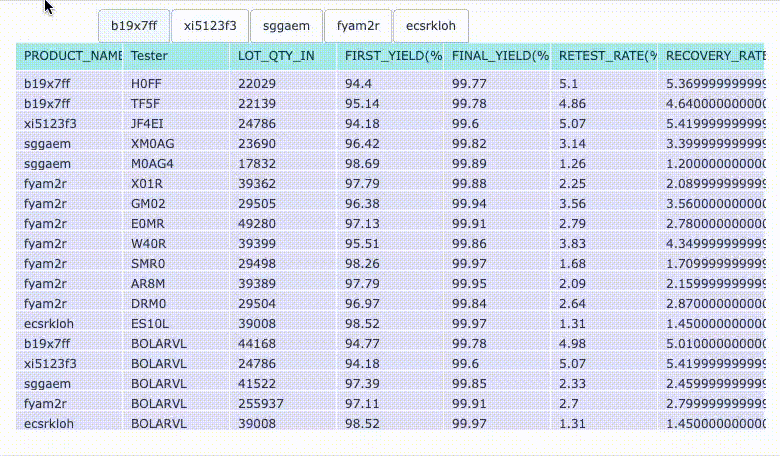 b19x7ff xi5123f3 sggaem fyam2r ecsrkloh
PRODUCT_NAME Tester LOT_QTY_IN FIRST_YIELD(% FINAL_YIELD(% RETEST_RATE(% RECOVERY_RATE
b19x7ff H0FF 22029 94.4 99.77 5.1 5.369999999999
b19x7ff TF5F 22139 95.14 99.78 4.86 4.640000000000
xi5123f3 JF4EI 24786 94.18 99.6 5.07 5.419999999999
sggaem XM0AG 23690 96.42 99.82 3.14 3.399999999999
sggaem M0AG4 17832 98.69 99.89 1.26 1.200000000000
fyam2r X01R 39362 97.79 99.88 2.25 2.089999999999
fyam2r GM02 29505 96.38 99.94 3.56 3.560000000000
fyam2r E0MR 49280 97.13 99.91 2.79 2.780000000000
fyam2r W40R 39399 95.51 99.86 3.83 4.349999999999
fyam2r SMR0 29498 98.26 99.97 1.68 1.709999999999
fyam2r AR8M 39389 97.79 99.95 2.09 2.159999999999
fyam2r DRM0 29504 96.97 99.84 2.64 2.870000000000
ecsrkloh ES10L 39008 98.52 99.97 1.31 1.450000000000
b19x7ff BOLARVL 44168 94.77 99.78 4.98 5.010000000000
xi5123f3 BOLARVL 24786 94.18 99.6 5.07 5.419999999999
sggaem BOLARVL 41522 97.39 99.85 2.33 2.459999999999
fyam2r BOLARVL 255937 97.11 99.91 2.7 2.799999999999
ecsrkloh BOLARVL 39008 98.52 99.97 1.31 1.450000000000